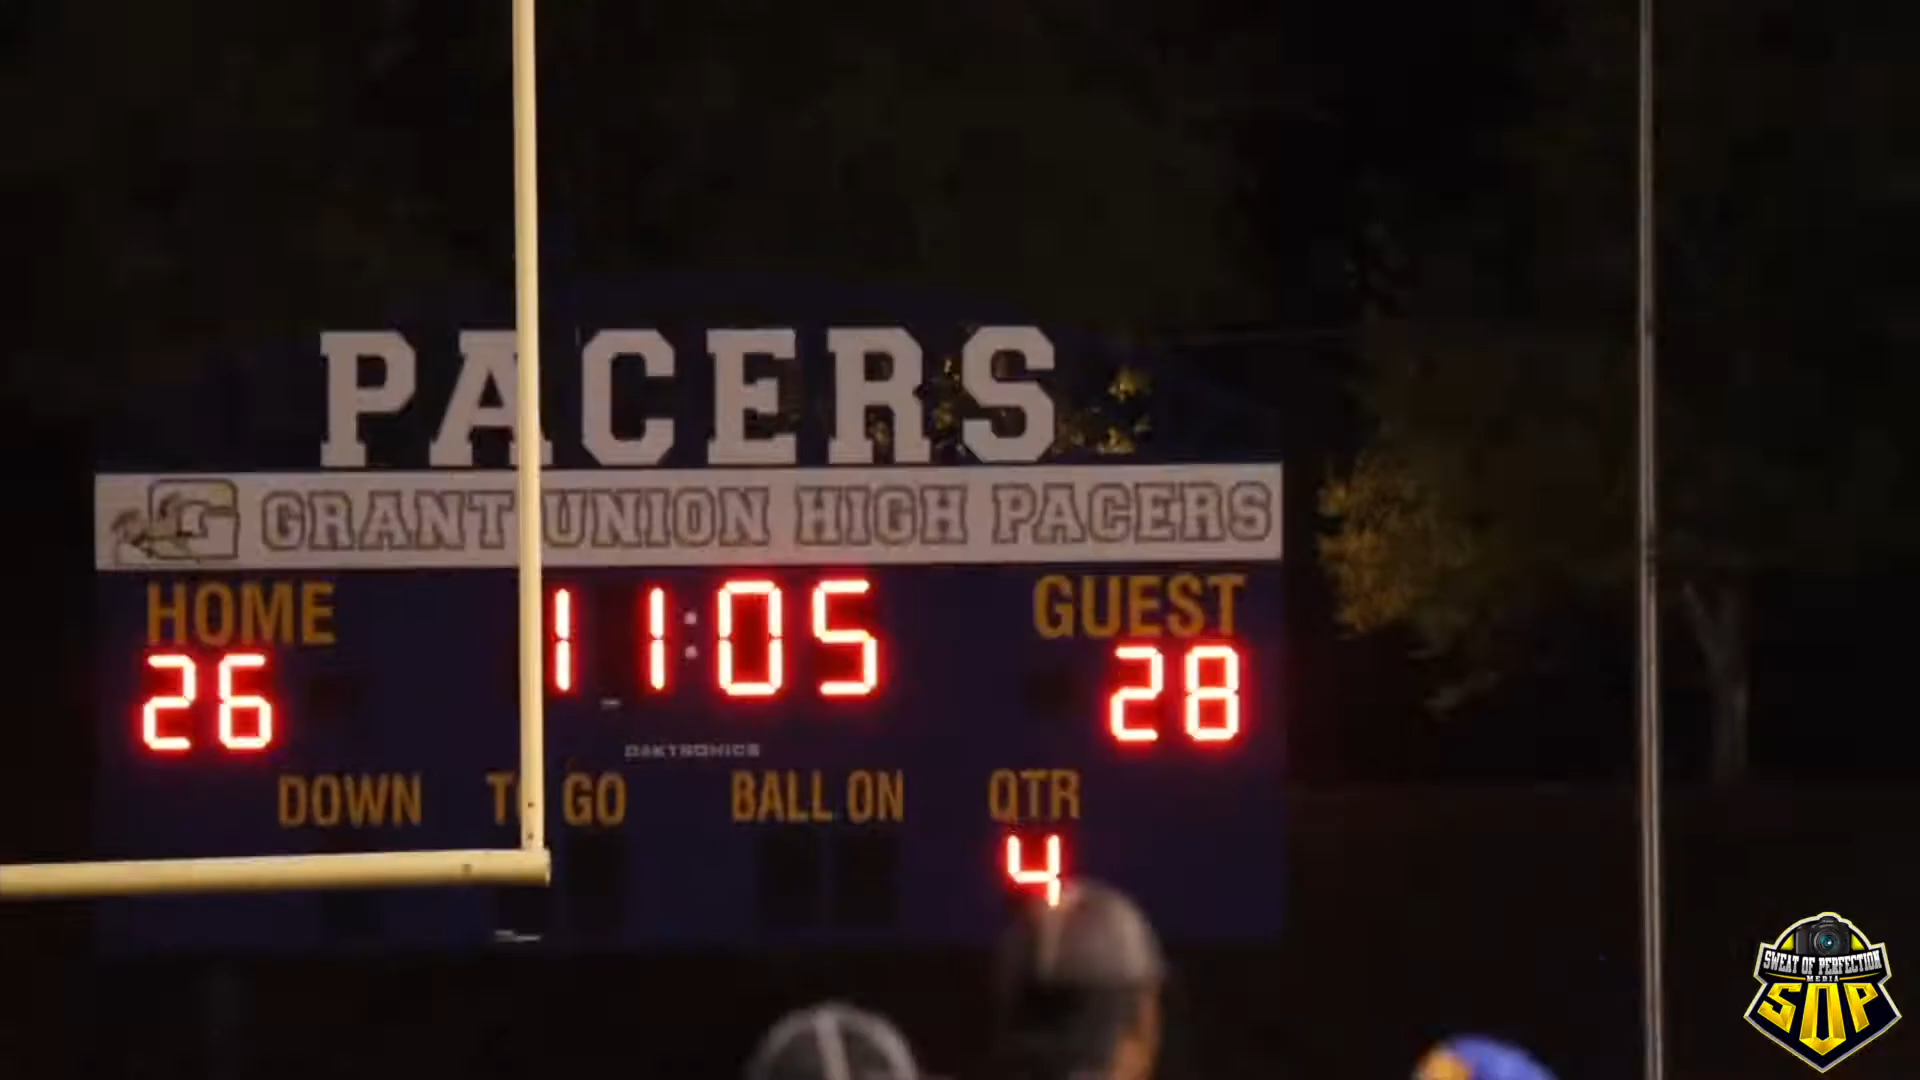 PACERS
GRANT UNION HIGH PACERS
HOME 11:05 GUEST
26 28
DAKTRONICS
DOWN TO GO BALL ON QTR
4
SWEAT OF PERFECTION
MEDIA
SOP